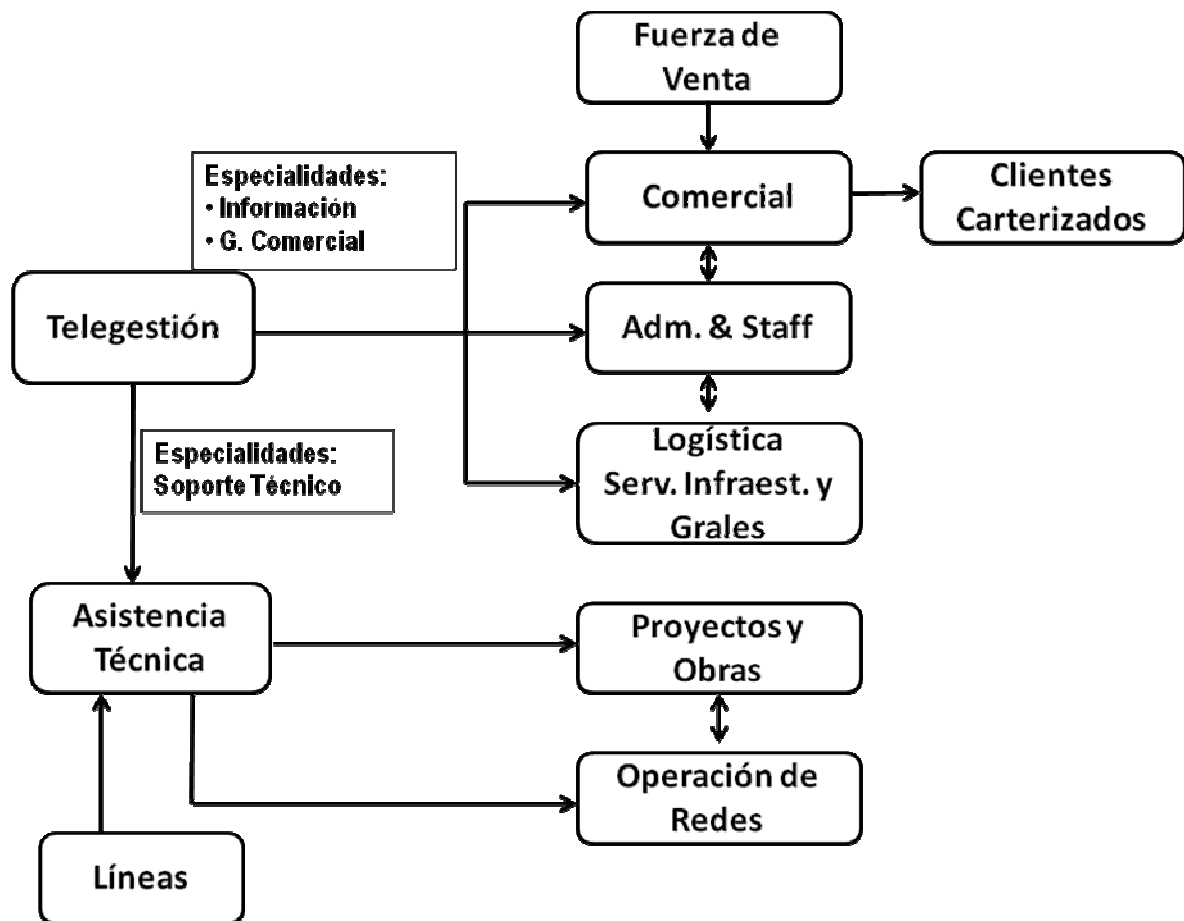 Fuerza de
Venta
Especialidades:
• Información
• G. Comercial
Comercial
Clientes
Carterizados
Telegestión
Adm. & Staff
Especialidades:
Soporte Técnico
Logística
Serv. Infraest. y
Grales
Asistencia
Técnica
Proyectos y
Obras
Operación de
Redes
Líneas